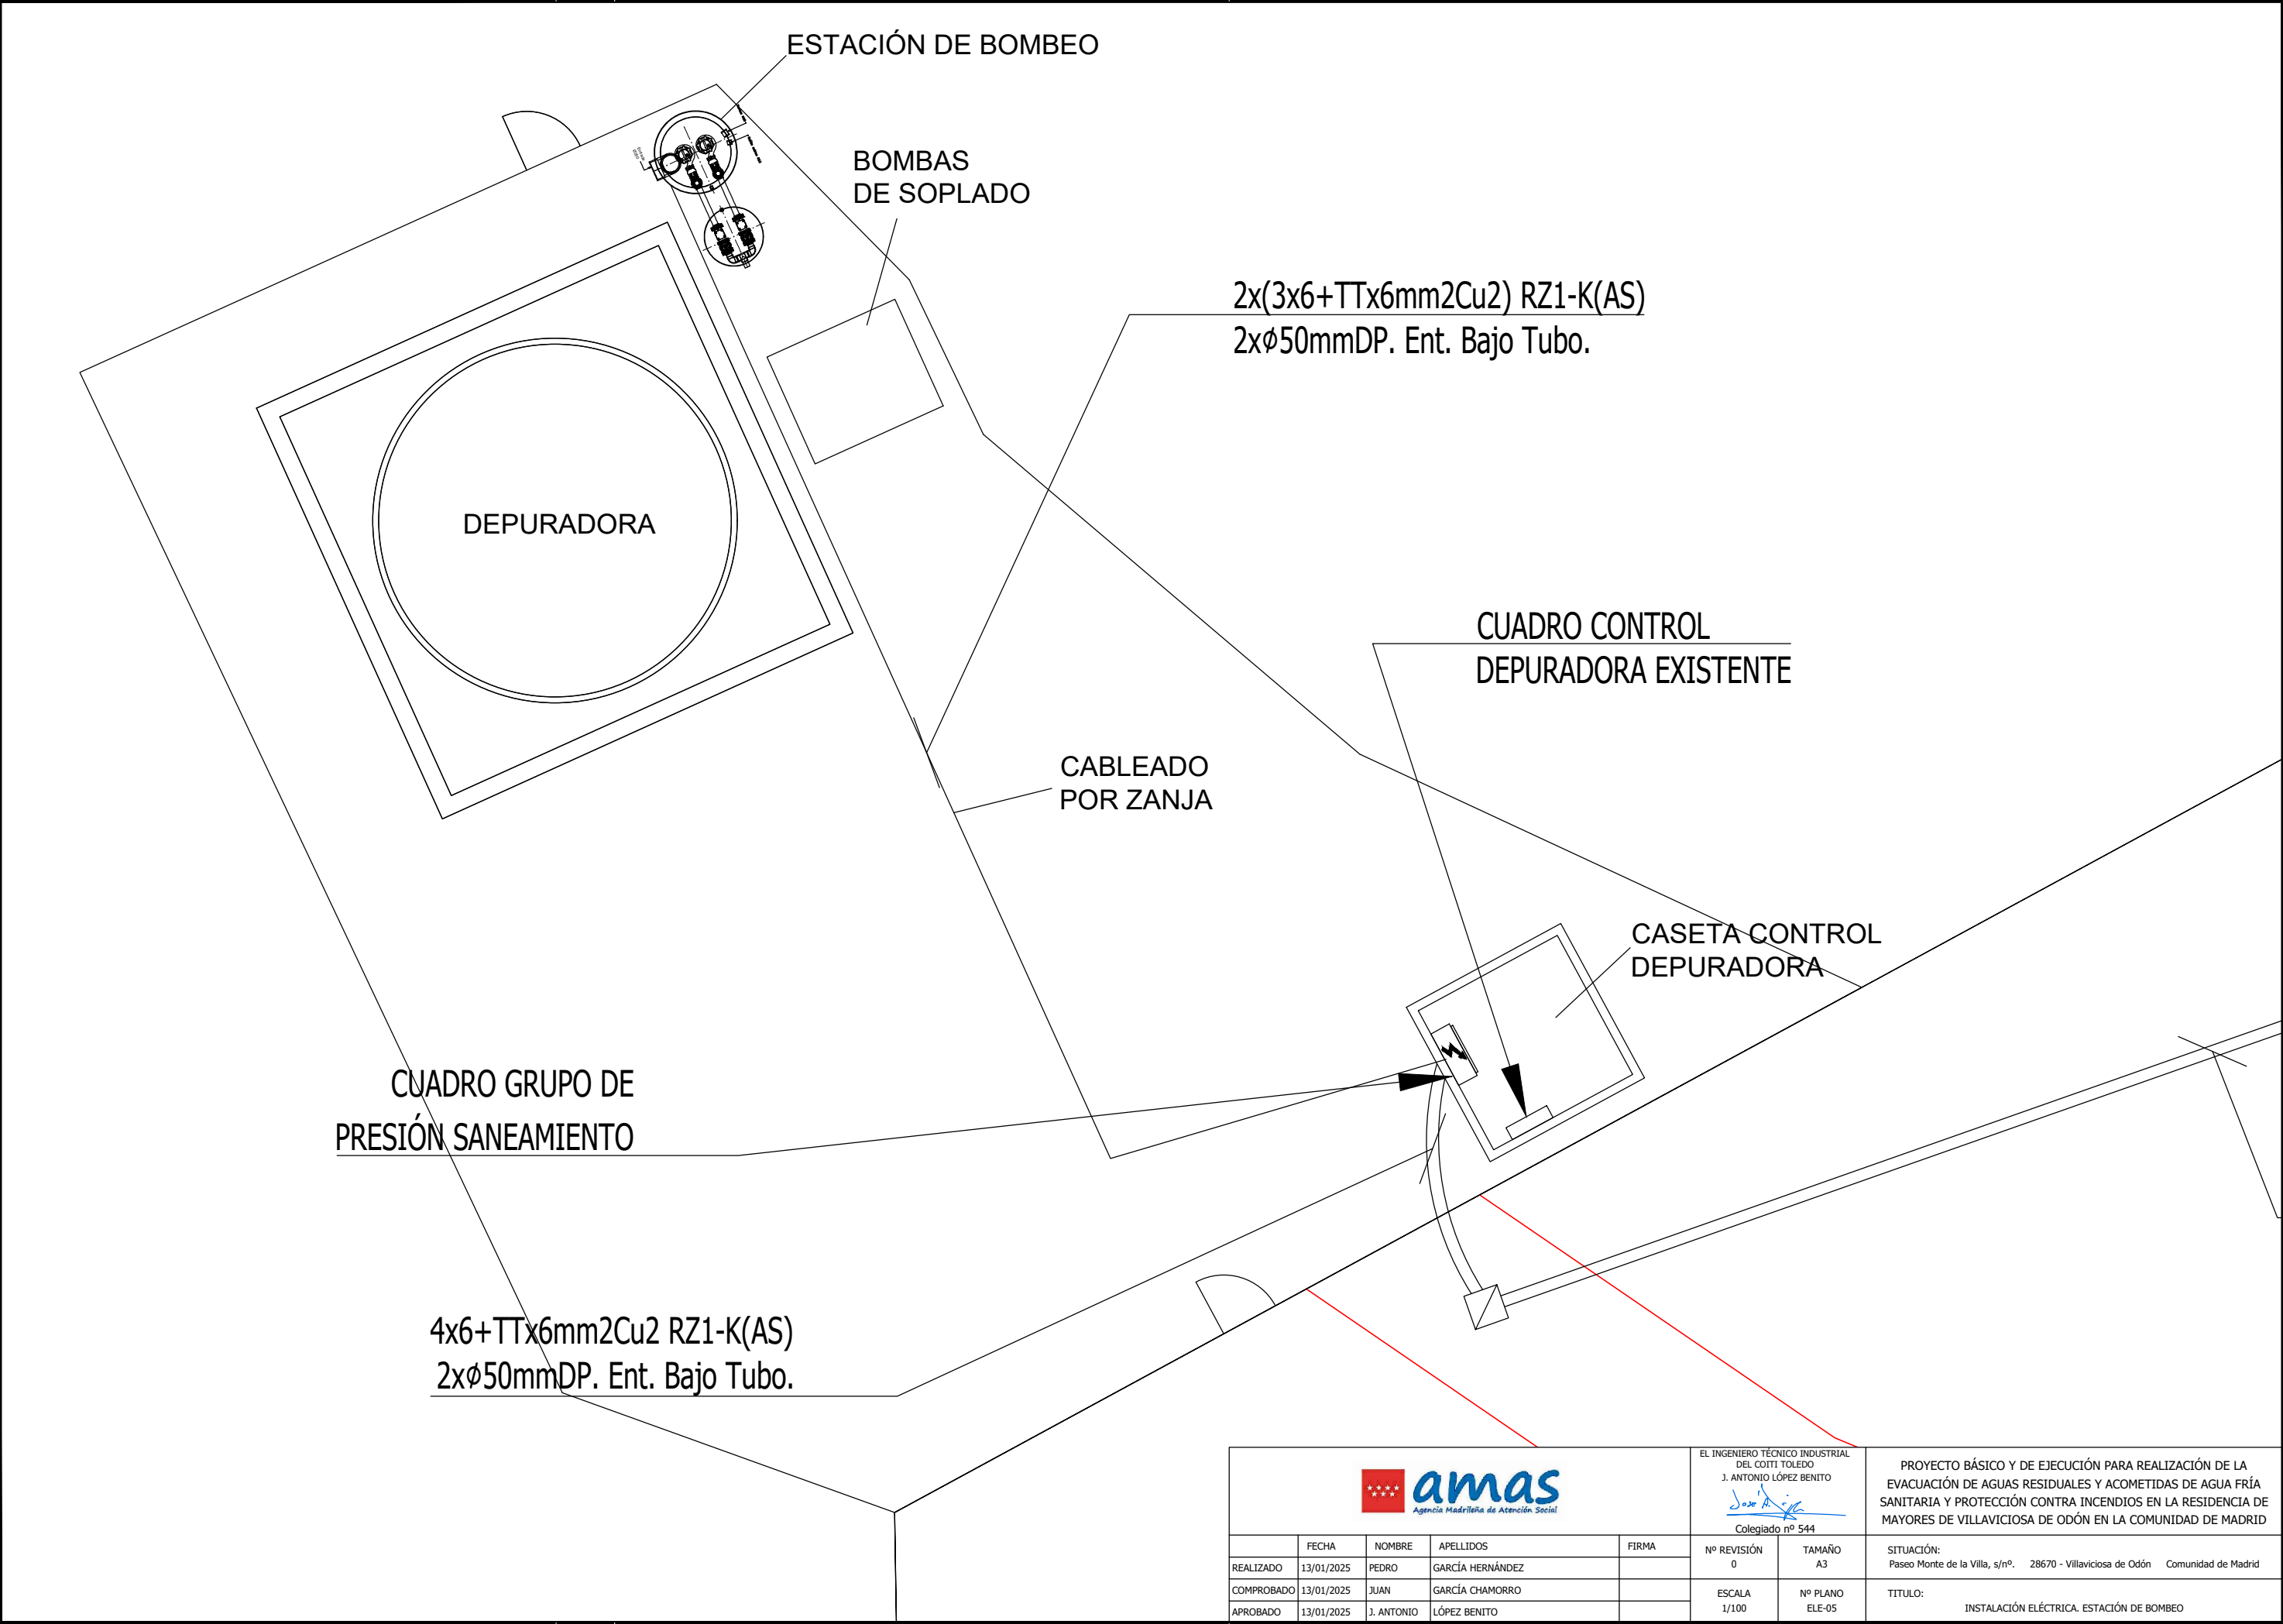 ESTACIÓN DE BOMBEO
BOMBAS
DE SOPLADO
2x(3x6+TTx6mm2Cu2) RZ1-K(AS)
2xϕ50mmDP. Ent. Bajo Tubo.
DEPURADORA
CUADRO CONTROL
DEPURADORA EXISTENTE
CABLEADO
POR ZANJA
CASETA CONTROL
DEPURADORA
CUADRO GRUPO DE
PRESIÓN SANEAMIENTO
4x6+TTx6mm2Cu2 RZ1-K(AS)
2xϕ50mmDP. Ent. Bajo Tubo.
amas
Agencia Madrileña de Atención Social
EL INGENIERO TÉCNICO INDUSTRIAL
DEL COITI TOLEDO
J. ANTONIO LÓPEZ BENITO
Colegiado nº 544
PROYECTO BÁSICO Y DE EJECUCIÓN PARA REALIZACIÓN DE LA
EVACUACIÓN DE AGUAS RESIDUALES Y ACOMETIDAS DE AGUA FRÍA
SANITARIA Y PROTECCIÓN CONTRA INCENDIOS EN LA RESIDENCIA DE
MAYORES DE VILLAVICIOSA DE ODÓN EN LA COMUNIDAD DE MADRID
FECHA NOMBRE APELLIDOS FIRMA
REALIZADO 13/01/2025 PEDRO GARCÍA HERNÁNDEZ
COMPROBADO 13/01/2025 JUAN GARCÍA CHAMORRO
APROBADO 13/01/2025 J. ANTONIO LÓPEZ BENITO
Nº REVISIÓN
0
TAMAÑO
A3
ESCALA
1/100
Nº PLANO
ELE-05
SITUACIÓN:
Paseo Monte de la Villa, s/nº. 28670 - Villaviciosa de Odón Comunidad de Madrid
TITULO:
INSTALACIÓN ELÉCTRICA. ESTACIÓN DE BOMBEO